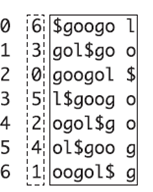 0 6 $googo l
1 3 gol$go o
2 0 googol $
3 5 l$goog o
4 2 ogol$g o
5 4 ol$goo g
6 1 oogol$ g